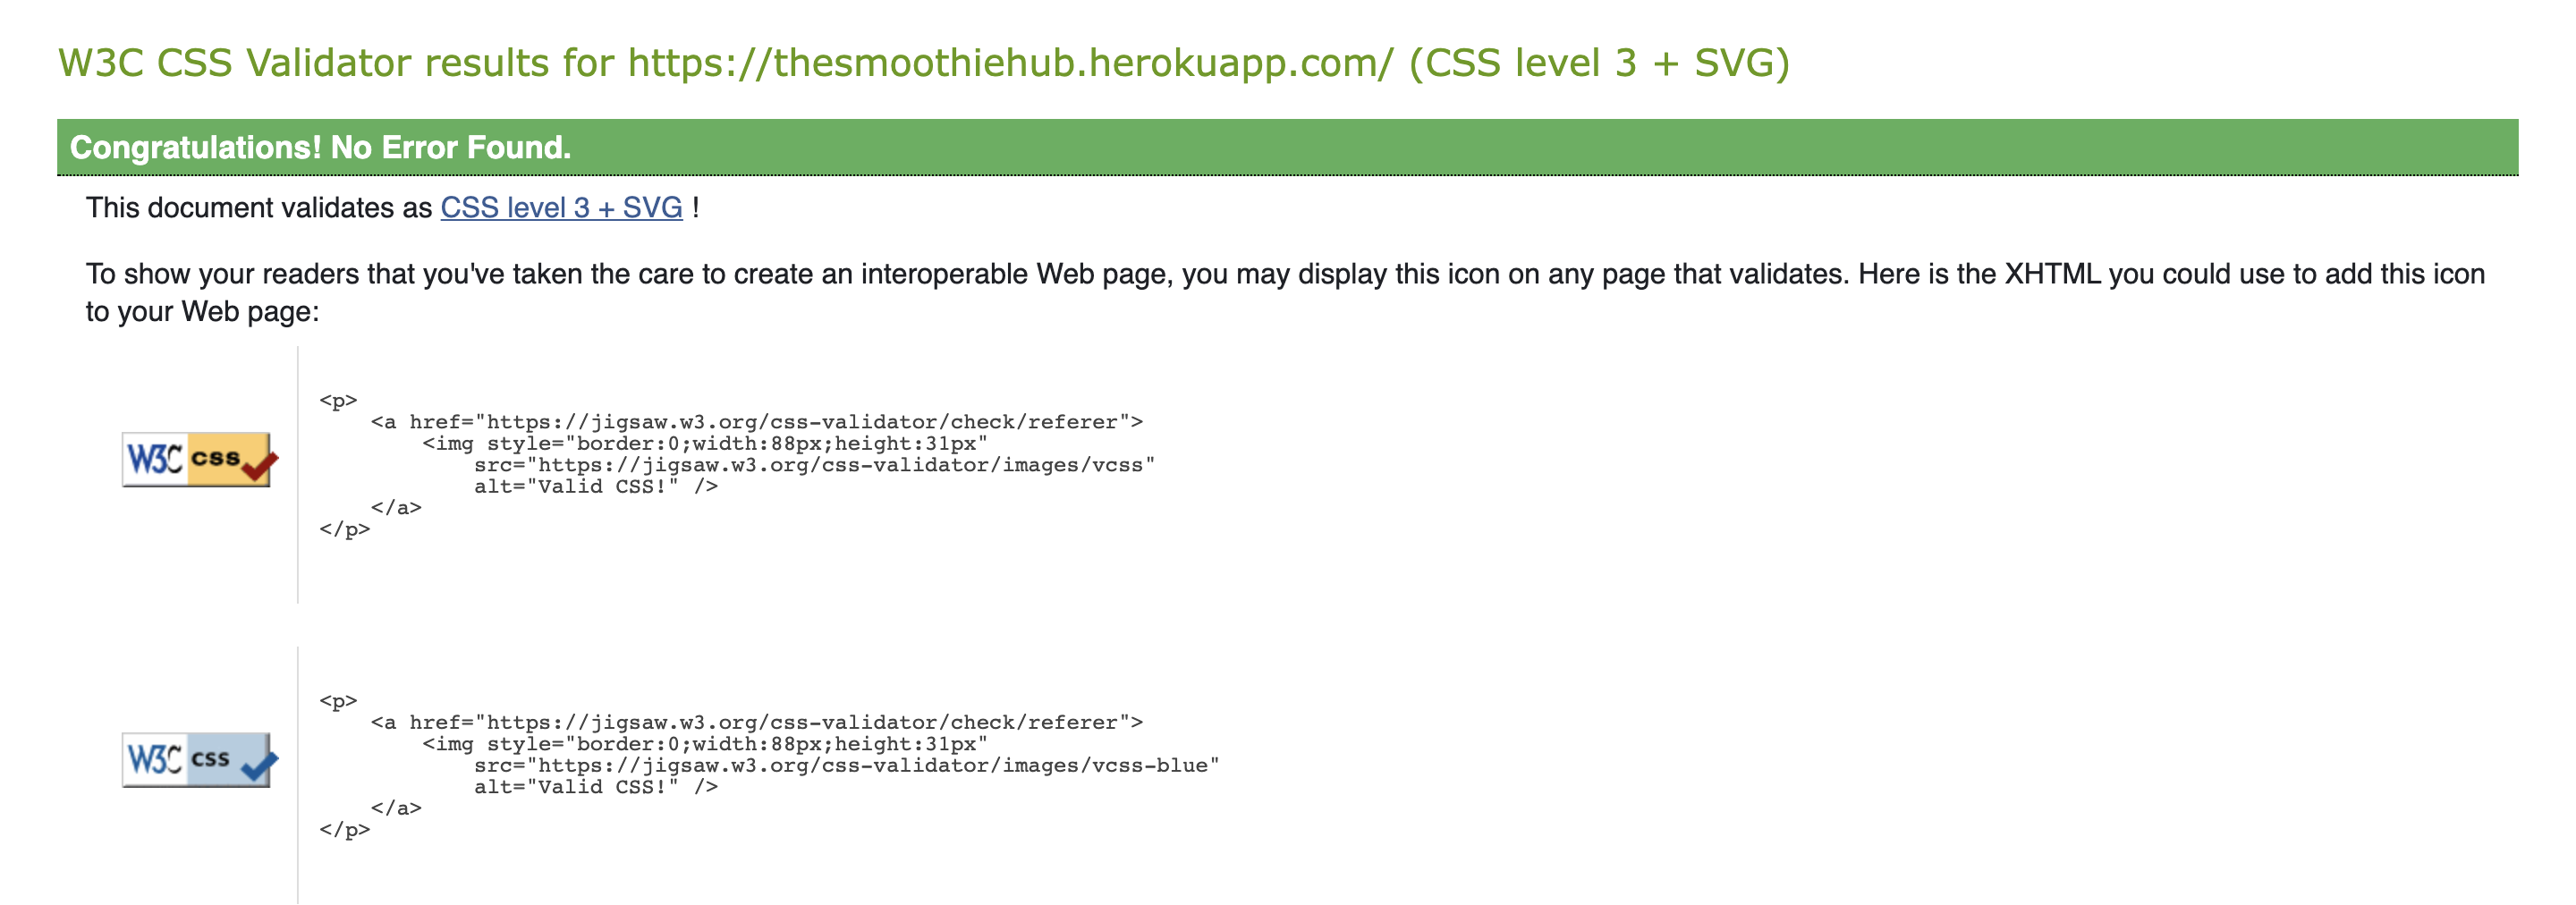 W3C CSS Validator results for https://thesmoothiehub.herokuapp.com/ (CSS level 3 + SVG)
Congratulations! No Error Found.
This document validates as CSS level 3 + SVG !
To show your readers that you've taken the care to create an interoperable Web page, you may display this icon on any page that validates. Here is the XHTML you could use to add this icon
to your Web page:
W3C css
<p>
    <a href="https://jigsaw.w3.org/css-validator/check/referer">
        <img style="border:0;width:88px;height:31px"
            src="https://jigsaw.w3.org/css-validator/images/vcss"
            alt="Valid CSS!" />
    </a>
</p>
W3C css
<p>
    <a href="https://jigsaw.w3.org/css-validator/check/referer">
        <img style="border:0;width:88px;height:31px"
            src="https://jigsaw.w3.org/css-validator/images/vcss-blue"
            alt="Valid CSS!" />
    </a>
</p>